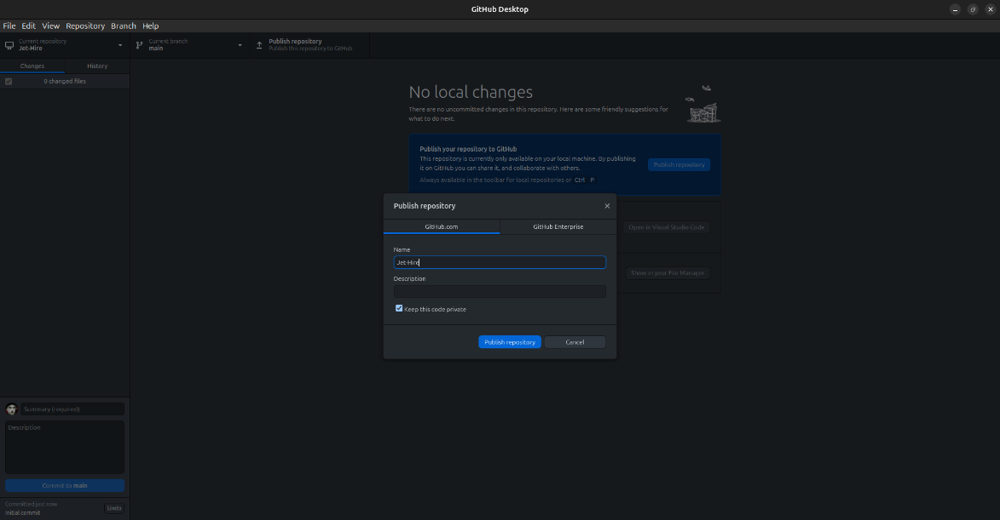 GitHub Desktop
File Edit View Repository Branch Help
Current repository
Jet-Hire
Current branch
main
Publish repository
Publish this repository to GitHub
Changes
History
0 changed files
No local changes
There are no uncommitted changes in this repository. Here are some friendly suggestions for
what to do next.
Publish your repository to GitHub
This repository is currently only available on your local machine. By publishing
it on GitHub you can share it, and collaborate with others.
Always available in the toolbar for local repositories or Ctrl P
Publish repository
Open in Visual Studio Code
Show in your File Manager
Publish repository
GitHub.com
GitHub Enterprise
Name
Jet-Hire
Description
Keep this code private
Publish repository
Cancel
Summary (required)
Description
Commit to main
Committed just now
Initial commit
Undo